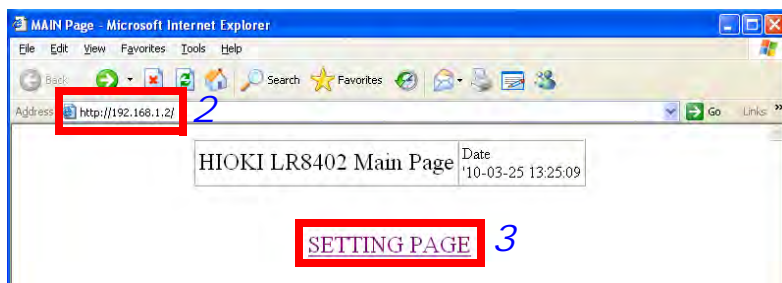 MAIN Page - Microsoft Internet Explorer
File Edit View Favorites Tools Help
Back Search Favorites
Address http://192.168.1.2/ 2 Go Links »
HIOKI LR8402 Main Page
Date
'10-03-25 13:25:09
SETTING PAGE 3